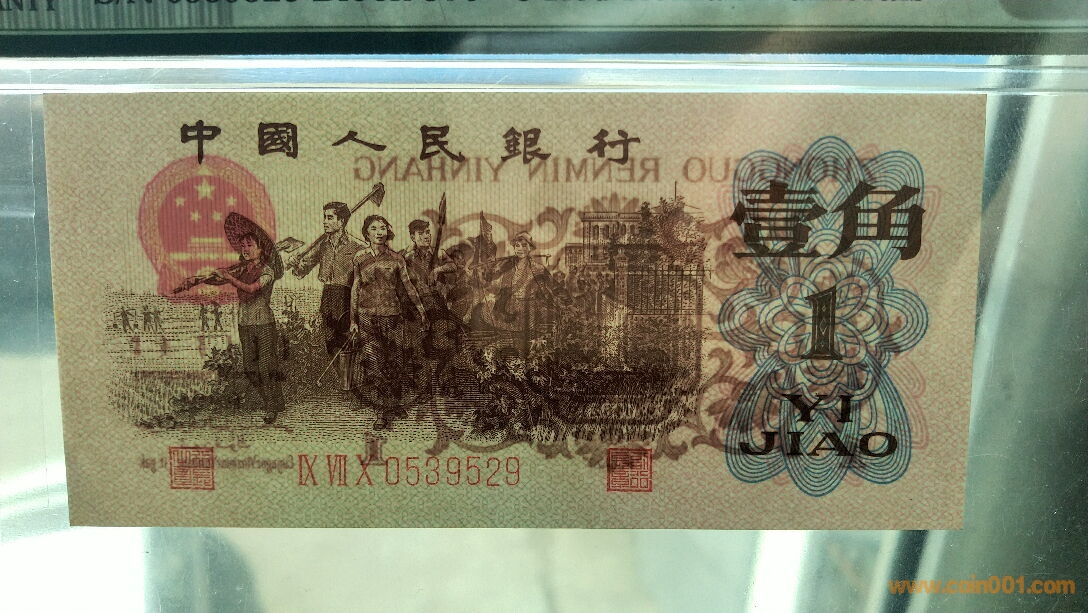 中國人民銀行
ZHONGGUO RENMIN YINHANG
壹角
1
YI
JIAO
IX VII X 0539529
www.coin001.com